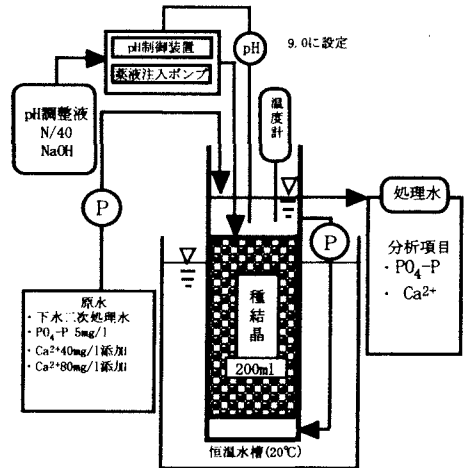 pH制御装置
薬液注入ポンプ
pH
9.0に設定
pH調整液
N/40
NaOH
温度計
P
処理水
P
分析項目
・PO₄-P
・Ca²⁺
原水
・下水二次処理水
・PO₄-P 5mg/l
・Ca²⁺40mg/l添加
・Ca²⁺80mg/l添加
種結晶
200ml
恒温水槽(20℃)